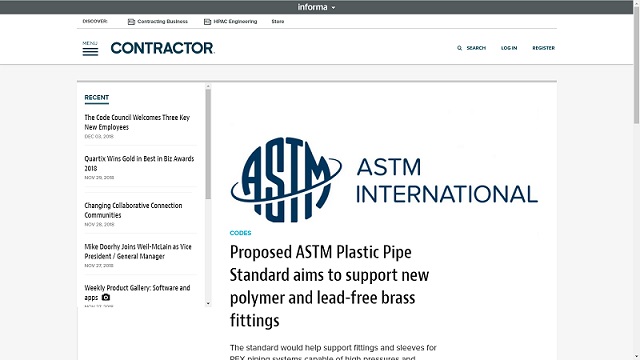 informa
DISCOVER:
Contracting Business
HPAC Engineering
Store
MENU
CONTRACTOR.
SEARCH
LOG IN
REGISTER
RECENT
The Code Council Welcomes Three Key
New Employees
DEC 03, 2018
Quartix Wins Gold in Best in Biz Awards
2018
NOV 29, 2018
Changing Collaborative Connection
Communities
NOV 28, 2018
Mike Doorhy Joins Weil-McLain as Vice
President / General Manager
NOV 27, 2018
Weekly Product Gallery: Software and
apps
ASTM
ASTM
INTERNATIONAL
CODES
Proposed ASTM Plastic Pipe
Standard aims to support new
polymer and lead-free brass
fittings
The standard would help support fittings and sleeves for
PEX piping systems capable of high pressures and